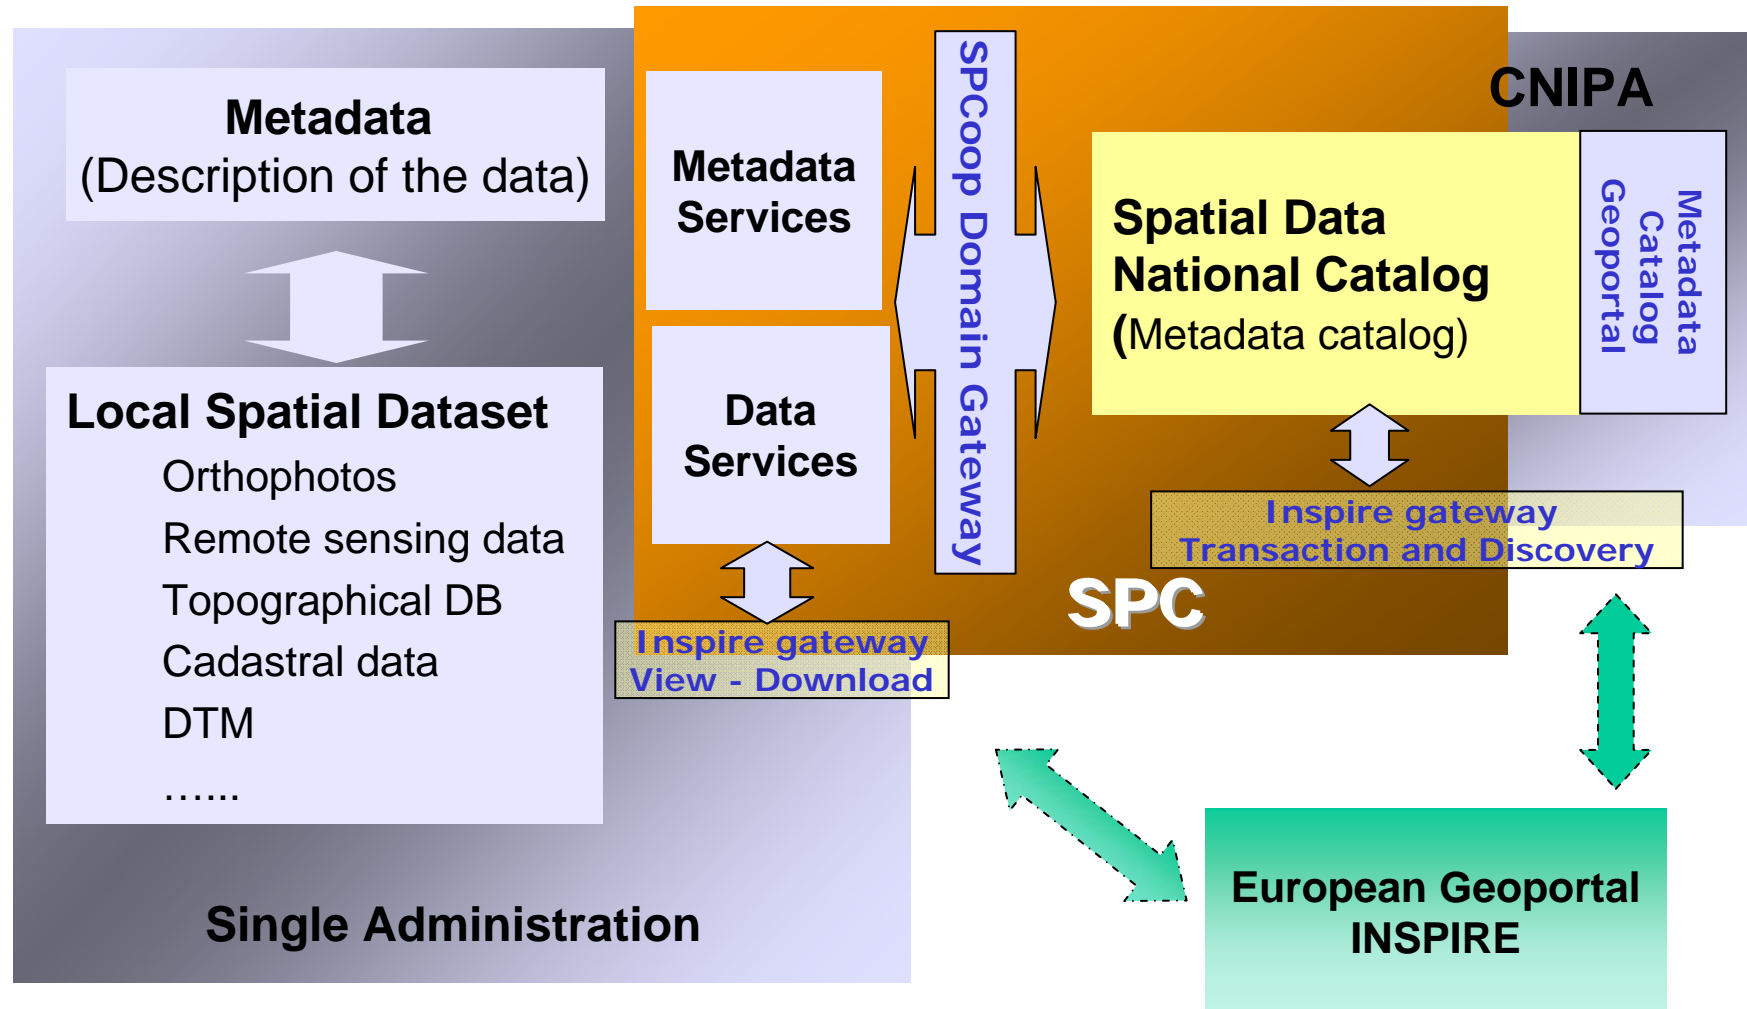 Metadata
(Description of the data)
Local Spatial Dataset
Orthophotos
Remote sensing data
Topographical DB
Cadastral data
DTM
…...
Single Administration
Metadata
Services
Data
Services
Inspire gateway
View - Download
SPCoop Domain Gateway
SPC
CNIPA
Spatial Data
National Catalog
(Metadata catalog)
Metadata
Catalog
Geoportal
Inspire gateway
Transaction and Discovery
European Geoportal
INSPIRE